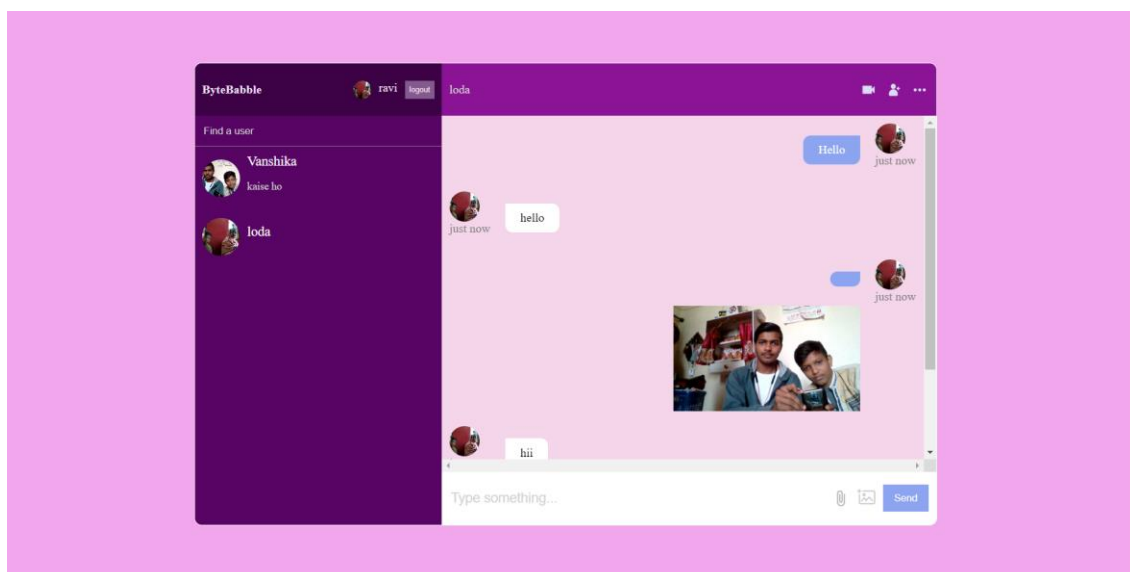 ByteBabble
ravi
logout
loda
Find a user
Vanshika
kaise ho
loda
Hello
just now
hello
just now
just now
hii
Type something...
Send